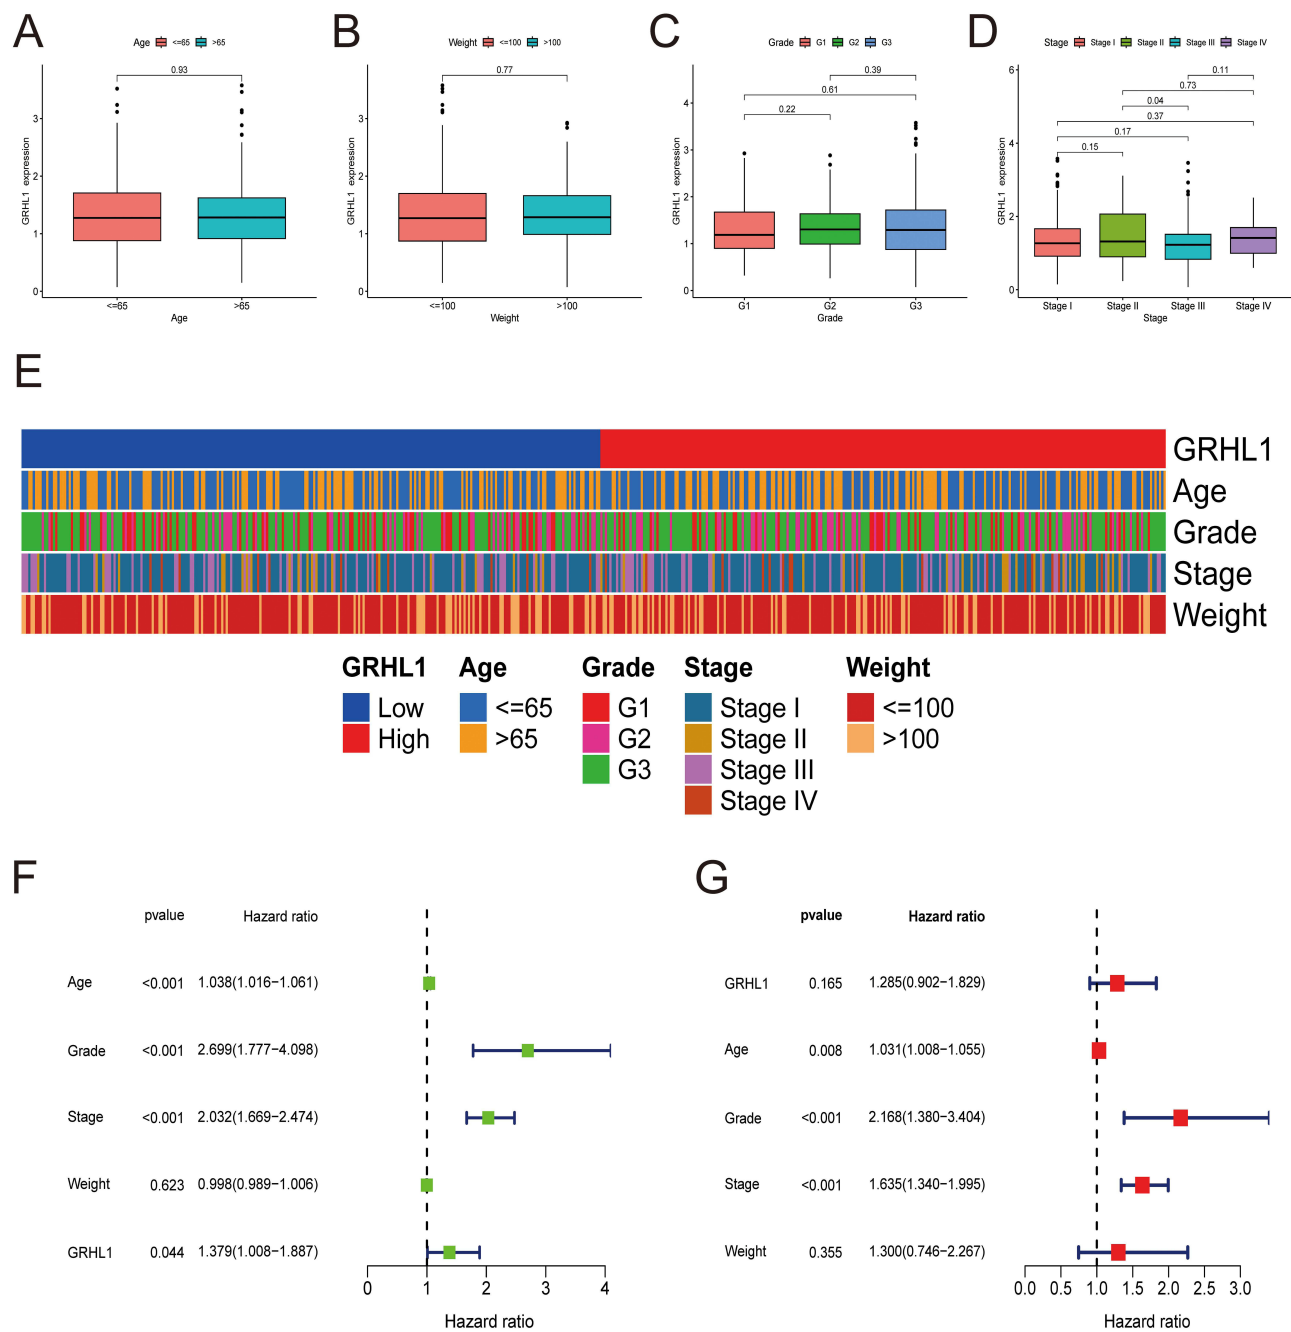 A
Age <=65 >65
0.93
GRHL1 expression
3
2
1
0
<=65 >65
Age
B
Weight <=100 >100
0.77
GRHL1 expression
3
2
1
0
<=100 >100
Weight
C
Grade G1 G2 G3
0.39
0.61
0.22
GRHL1 expression
4
3
2
1
0
G1 G2 G3
Grade
D
Stage Stage I Stage II Stage III Stage IV
0.11
0.73
0.04
0.37
0.17
0.15
GRHL1 expression
6
4
2
0
Stage I Stage II Stage III Stage IV
Stage
E
GRHL1
Age
Grade
Stage
Weight
GRHL1 Age Grade Stage Weight
Low <=65 G1 Stage I <=100
High >65 G2 Stage II >100
G3 Stage III
Stage IV
F
pvalue Hazard ratio
Age <0.001 1.038(1.016−1.061)
Grade <0.001 2.699(1.777−4.098)
Stage <0.001 2.032(1.669−2.474)
Weight 0.623 0.998(0.989−1.006)
GRHL1 0.044 1.379(1.008−1.887)
0 1 2 3 4
Hazard ratio
G
pvalue Hazard ratio
GRHL1 0.165 1.285(0.902−1.829)
Age 0.008 1.031(1.008−1.055)
Grade <0.001 2.168(1.380−3.404)
Stage <0.001 1.635(1.340−1.995)
Weight 0.355 1.300(0.746−2.267)
0.0 0.5 1.0 1.5 2.0 2.5 3.0
Hazard ratio